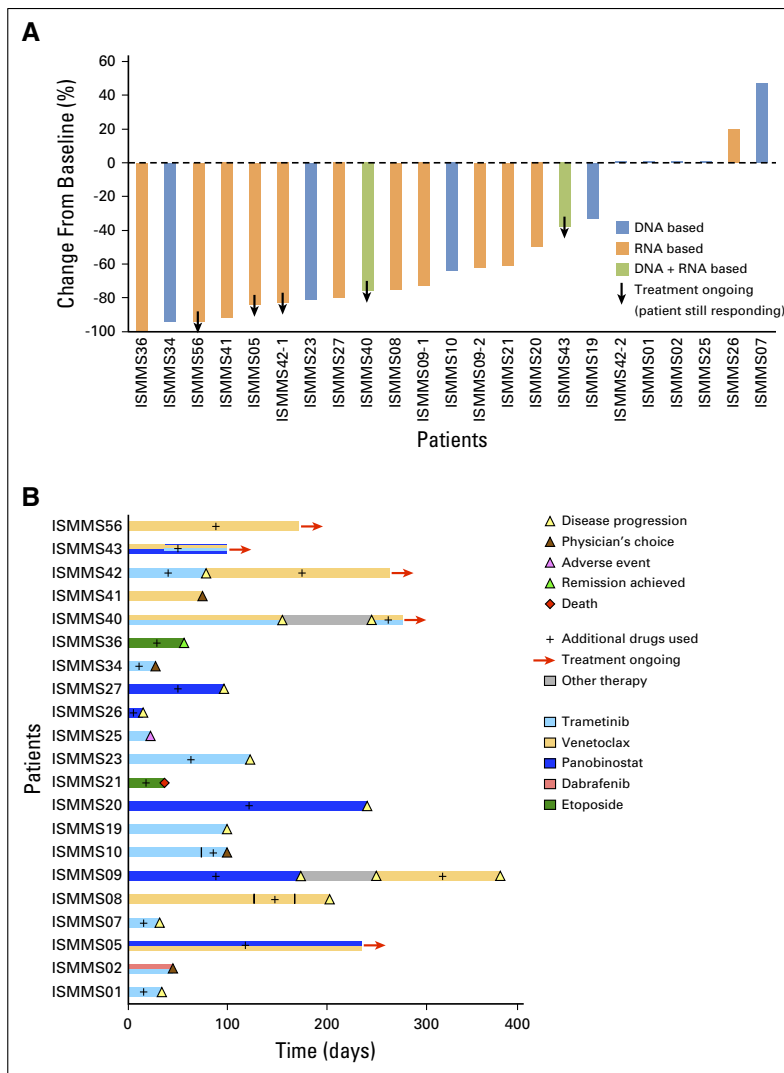 A
Change From Baseline (%)
60
40
20
0
-20
-40
-60
-80
-100
DNA based
RNA based
DNA + RNA based
Treatment ongoing
(patient still responding)
ISMMS36
ISMMS34
ISMMS56
ISMMS41
ISMMS05
ISMMS42-1
ISMMS23
ISMMS27
ISMMS40
ISMMS08
ISMMS09-1
ISMMS10
ISMMS09-2
ISMMS21
ISMMS20
ISMMS43
ISMMS19
ISMMS42-2
ISMMS01
ISMMS02
ISMMS25
ISMMS26
ISMMS07
Patients
B
Patients
ISMMS56
ISMMS43
ISMMS42
ISMMS41
ISMMS40
ISMMS36
ISMMS34
ISMMS27
ISMMS26
ISMMS25
ISMMS23
ISMMS21
ISMMS20
ISMMS19
ISMMS10
ISMMS09
ISMMS08
ISMMS07
ISMMS05
ISMMS02
ISMMS01
Disease progression
Physician's choice
Adverse event
Remission achieved
Death
+ Additional drugs used
Treatment ongoing
Other therapy
Trametinib
Venetoclax
Panobinostat
Dabrafenib
Etoposide
0 100 200 300 400
Time (days)